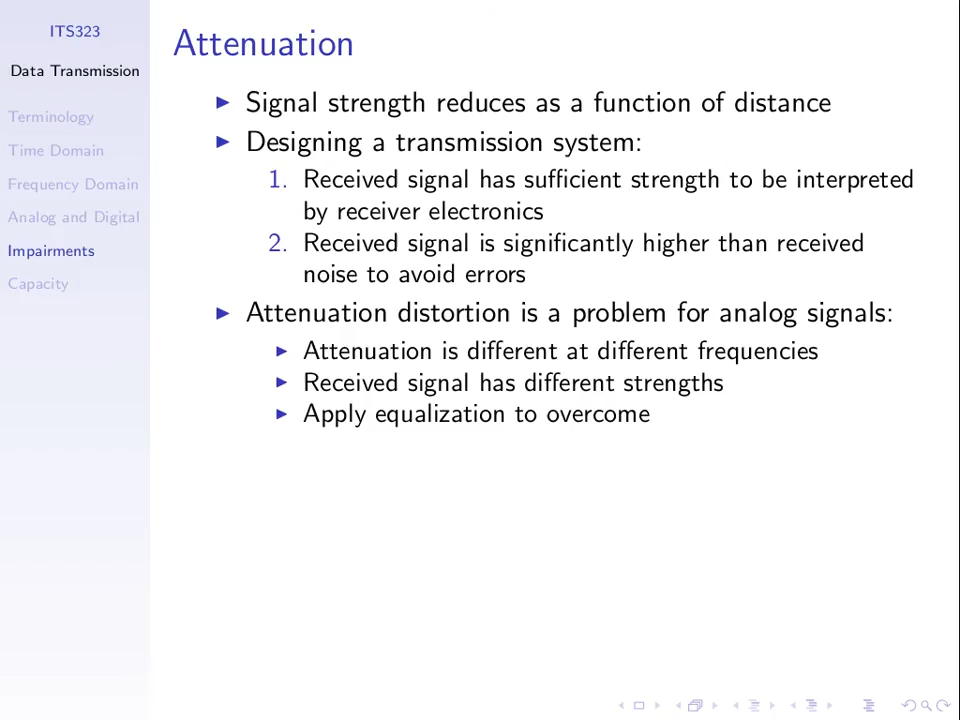 ITS323
Data Transmission
Terminology
Time Domain
Frequency Domain
Analog and Digital
Impairments
Capacity
Attenuation
Signal strength reduces as a function of distance
Designing a transmission system:
1. Received signal has sufficient strength to be interpreted
by receiver electronics
2. Received signal is significantly higher than received
noise to avoid errors
Attenuation distortion is a problem for analog signals:
Attenuation is different at different frequencies
Received signal has different strengths
Apply equalization to overcome